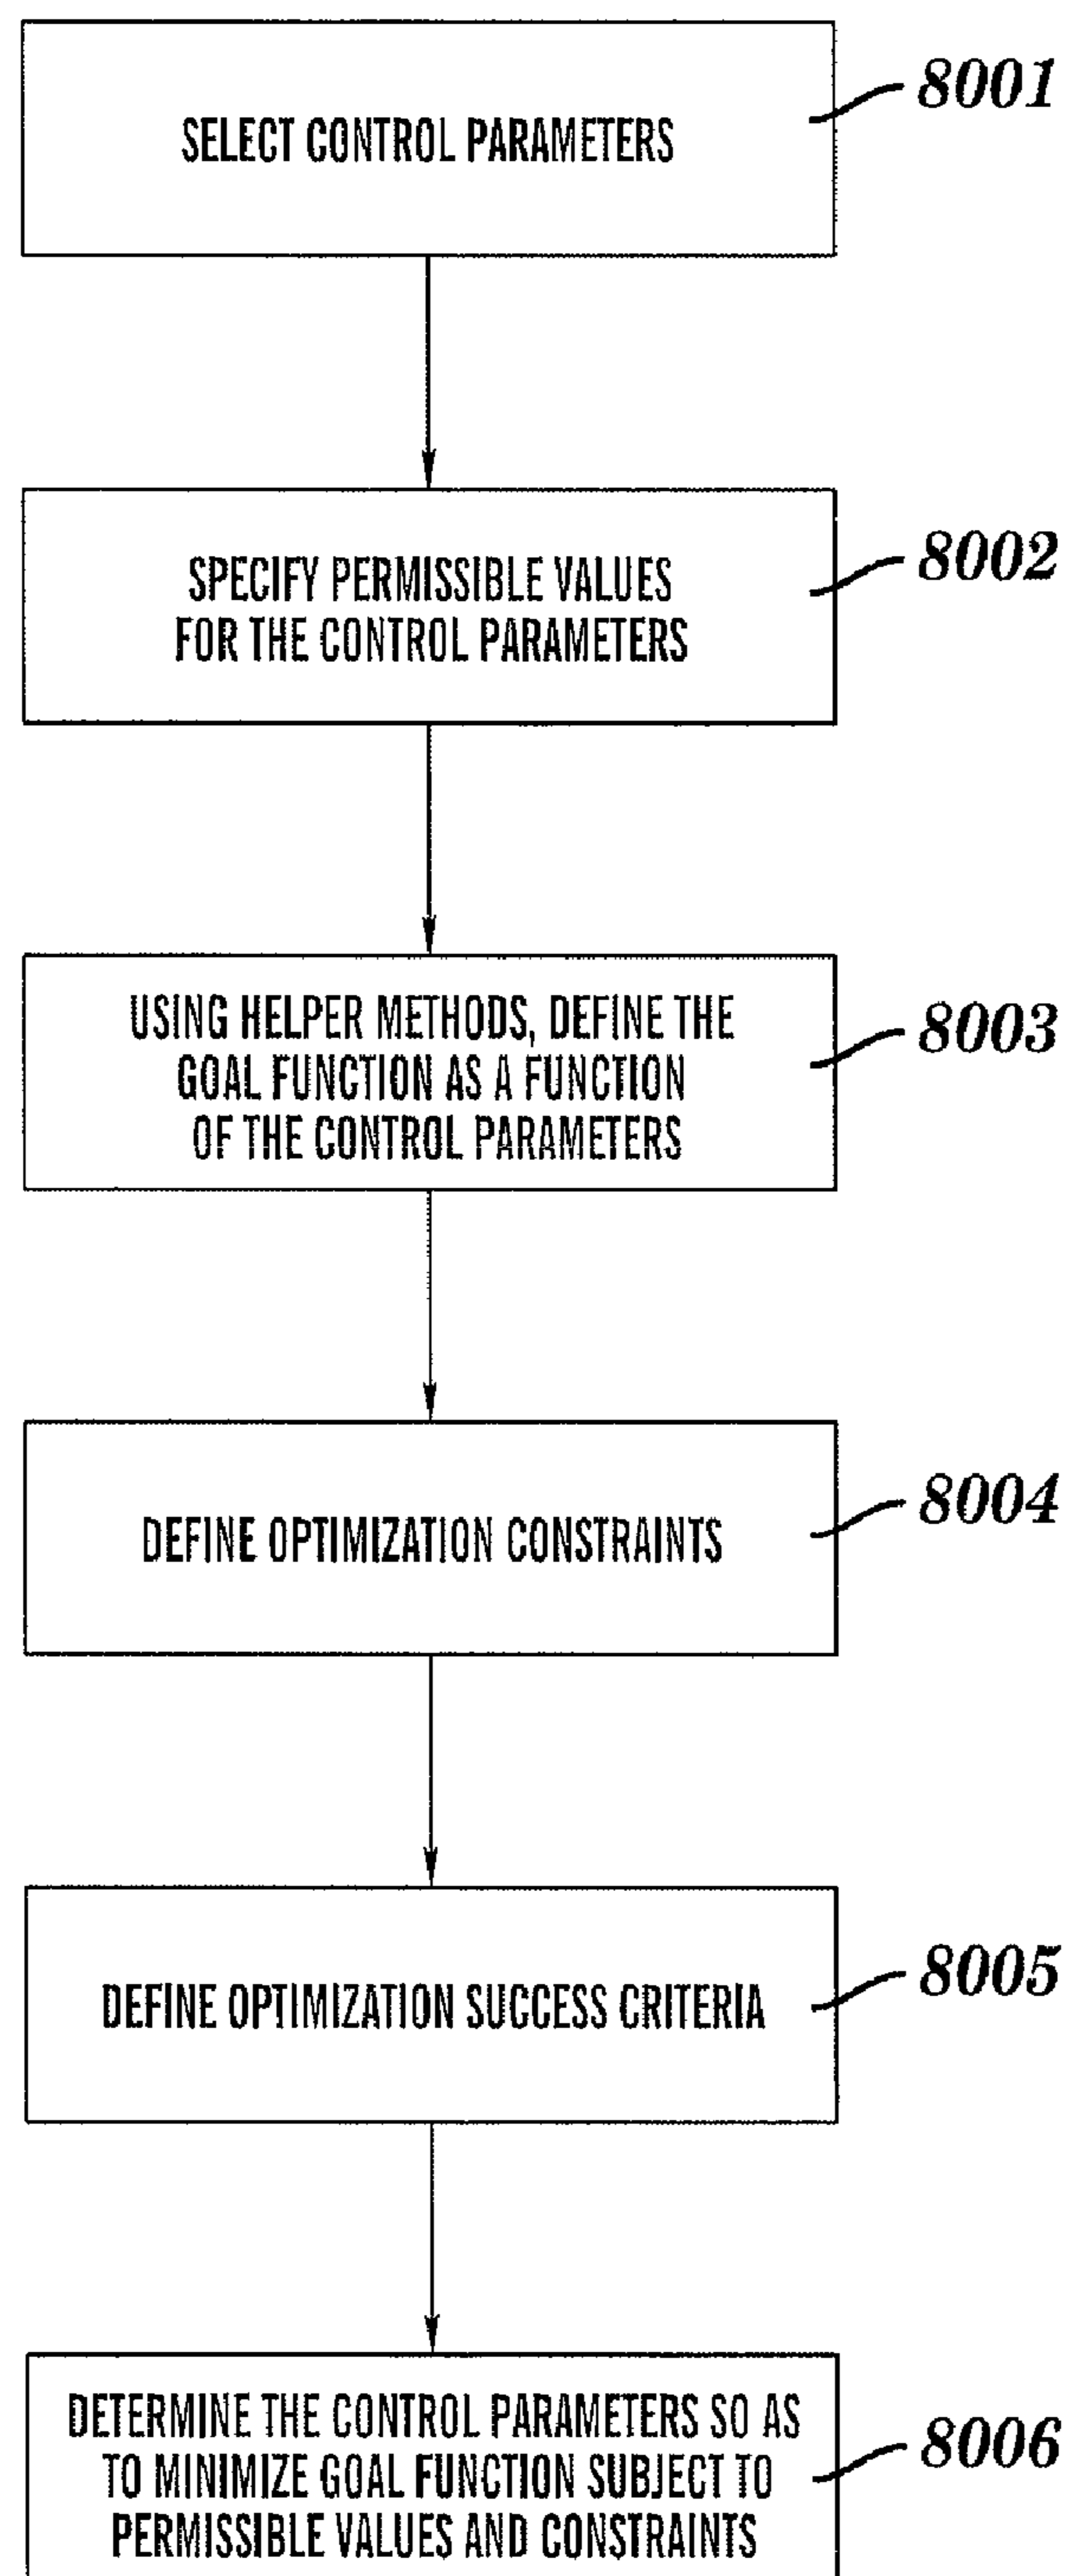 SELECT CONTROL PARAMETERS
8001
SPECIFY PERMISSIBLE VALUES
FOR THE CONTROL PARAMETERS
8002
USING HELPER METHODS, DEFINE THE
GOAL FUNCTION AS A FUNCTION
OF THE CONTROL PARAMETERS
8003
DEFINE OPTIMIZATION CONSTRAINTS
8004
DEFINE OPTIMIZATION SUCCESS CRITERIA
8005
DETERMINE THE CONTROL PARAMETERS SO AS
TO MINIMIZE GOAL FUNCTION SUBJECT TO
PERMISSIBLE VALUES AND CONSTRAINTS
8006